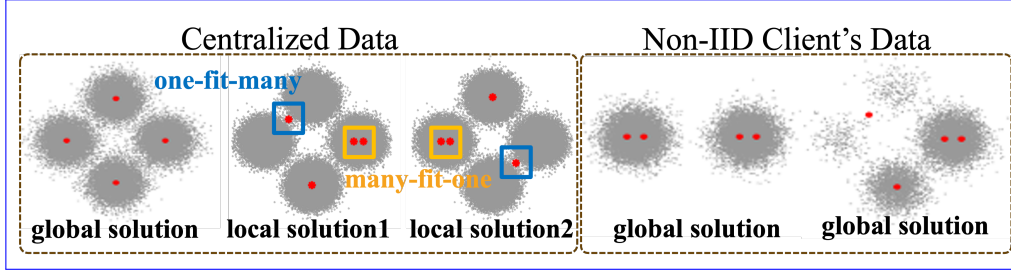 Centralized Data
Non-IID Client's Data
one-fit-many
many-fit-one
global solution
local solution1
local solution2
global solution
global solution